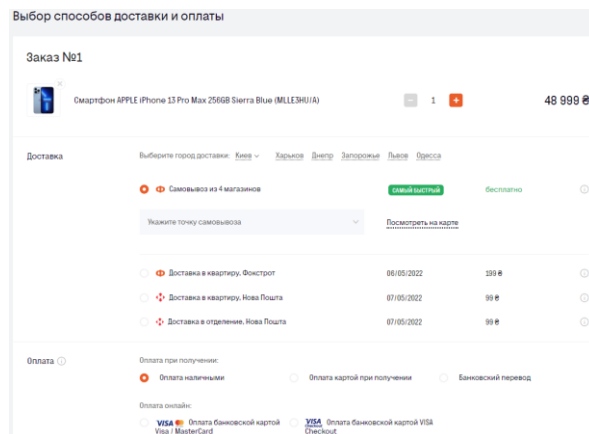 Выбор способов доставки и оплаты
Заказ №1
Смартфон APPLE iPhone 13 Pro Max 256GB Sierra Blue (MLLE3HU/A)
1
48 999 ₴
Доставка
Выберите город доставки: Киев Харьков Днепр Запорожье Львов Одесса
Самовывоз из 4 магазинов САМЫЙ БЫСТРЫЙ бесплатно
Укажите точку самовывоза Посмотреть на карте
Доставка в квартиру. Фокстрот 06/05/2022 199 ₴
Доставка в квартиру. Нова Пошта 07/05/2022 99 ₴
Доставка в отделение. Нова Пошта 07/05/2022 99 ₴
Оплата
Оплата при получении:
Оплата наличными Оплата картой при получении Банковский перевод
Оплата онлайн:
VISA Оплата банковской картой Visa / MasterCard
VISA Checkout Оплата банковской картой VISA Checkout